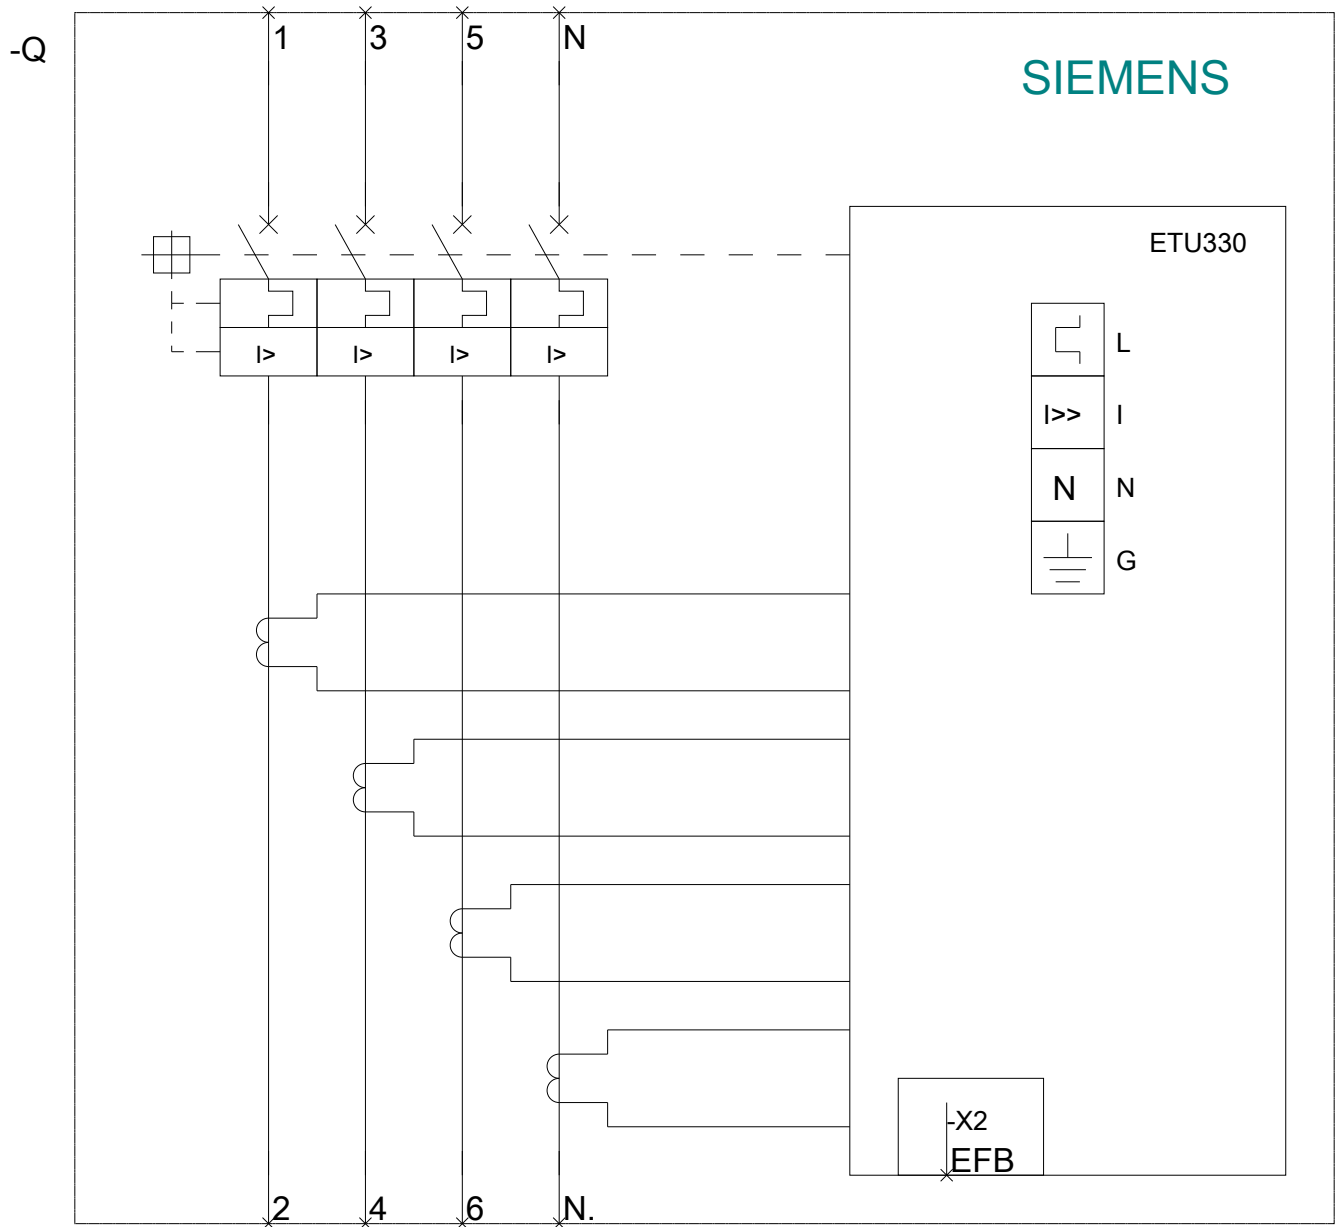 1 3 5 N
-Q
SIEMENS
ETU330
L
I> I> I> I>
I>> I
N N
G
-X2
EFB
2 4 6 N.